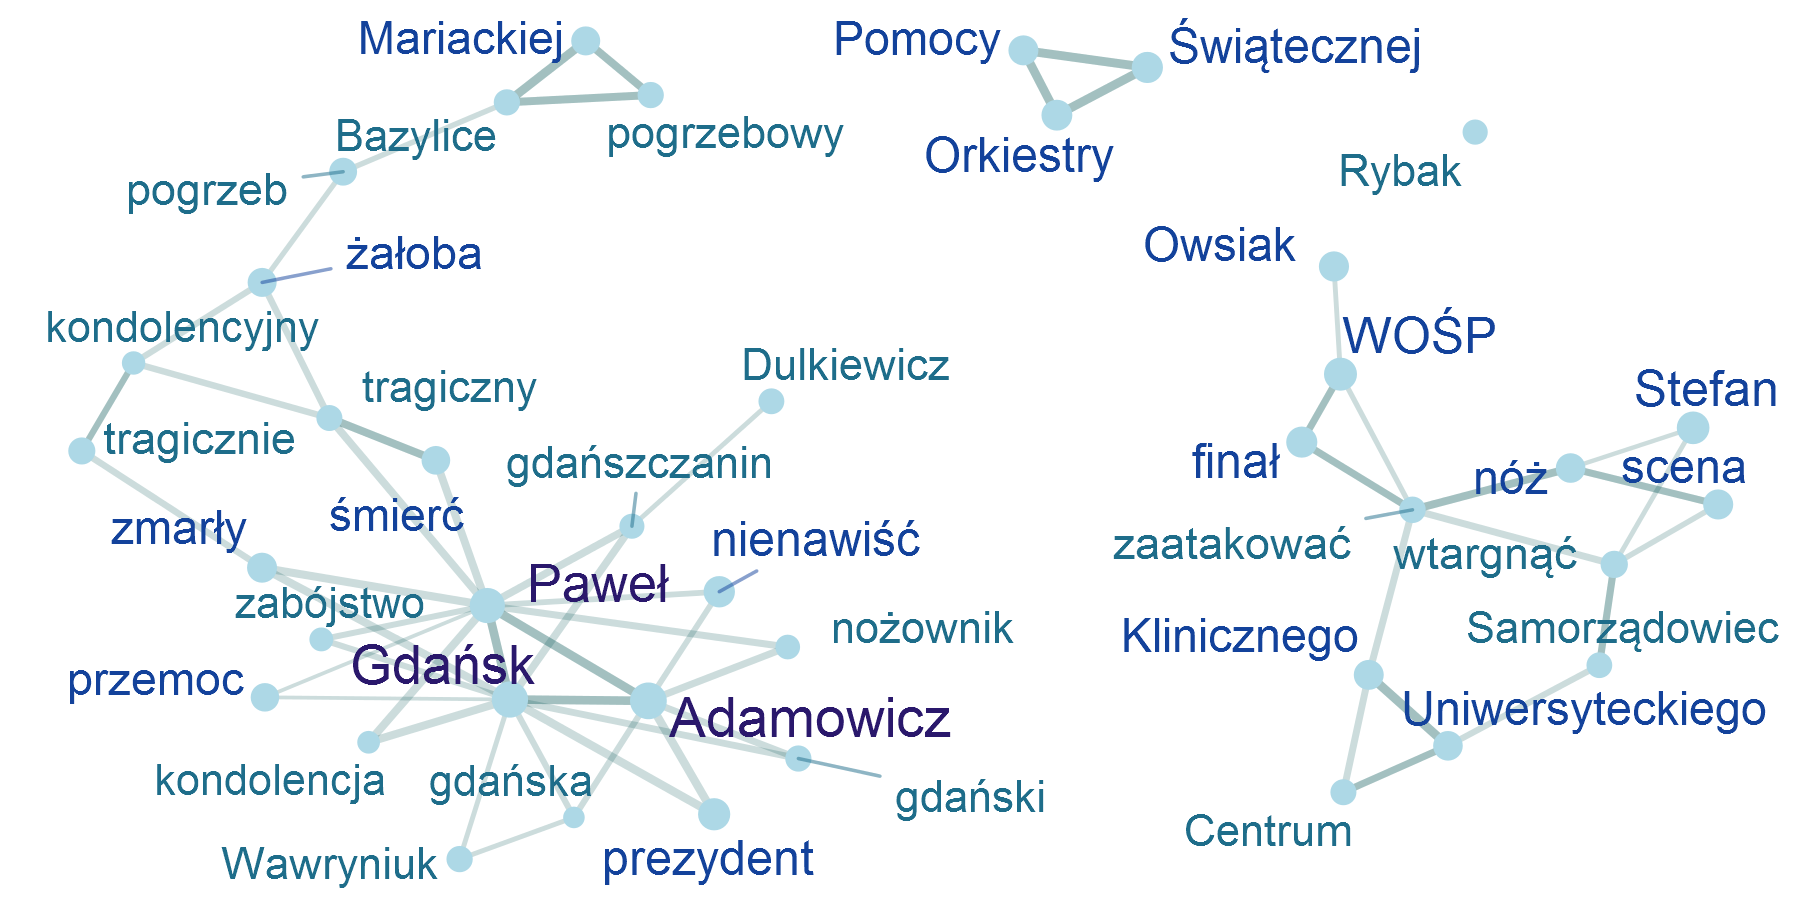 Mariackiej
Pomocy
Świątecznej
Bazylice
pogrzebowy
Orkiestry
Rybak
pogrzeb
żałoba
Owsiak
kondolencyjny
WOŚP
Dulkiewicz
tragiczny
Stefan
tragicznie
gdańszczanin
finał
nóż
scena
zmarły
śmierć
nienawiść
zaatakować
wtargnąć
Paweł
zabójstwo
nożownik
Klinicznego
Samorządowiec
Gdańsk
przemoc
Adamowicz
Uniwersyteckiego
kondolencja
gdańska
gdański
Centrum
Wawryniuk
prezydent